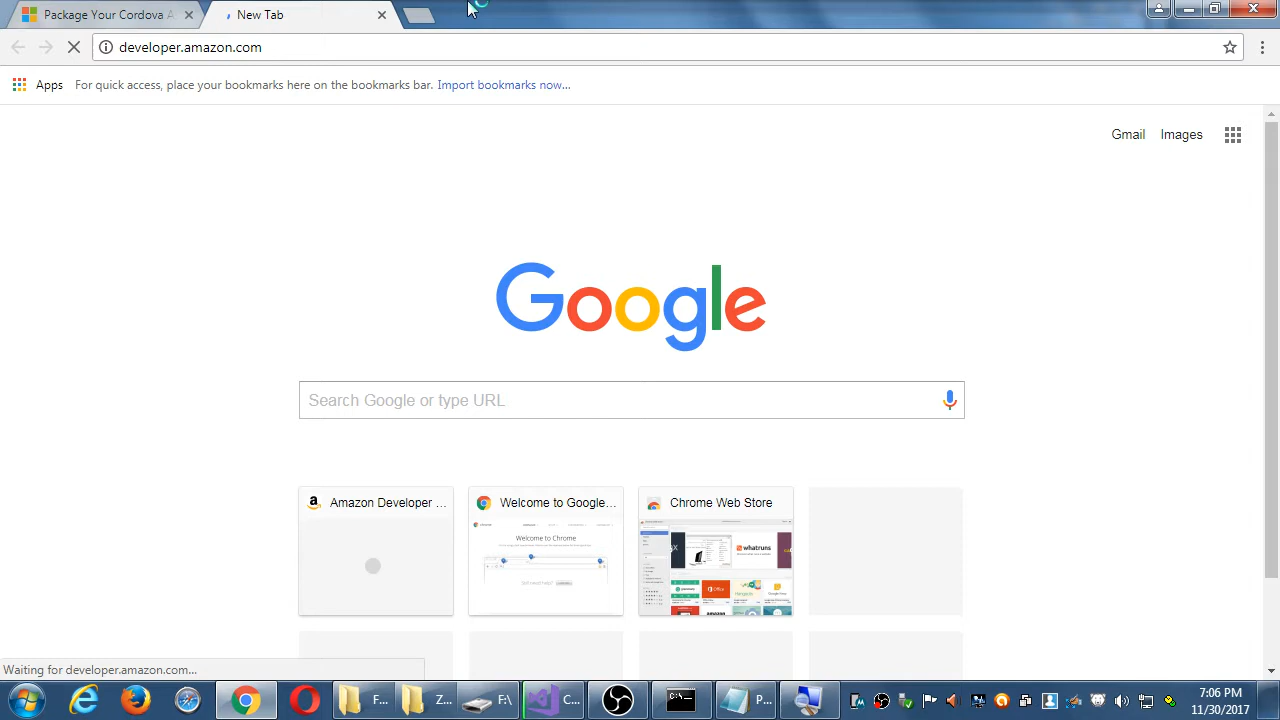 Package Your Cordova A
New Tab
developer.amazon.com
Apps
For quick access, place your bookmarks here on the bookmarks bar. Import bookmarks now...
Gmail
Images
Google
Search Google or type URL
Amazon Developer ...
Welcome to Google...
Chrome Web Store
Welcome to Chrome
whatruns
Office
Waiting for developer.amazon.com...
F...
Z...
F:\
C...
P...
7:06 PM
11/30/2017